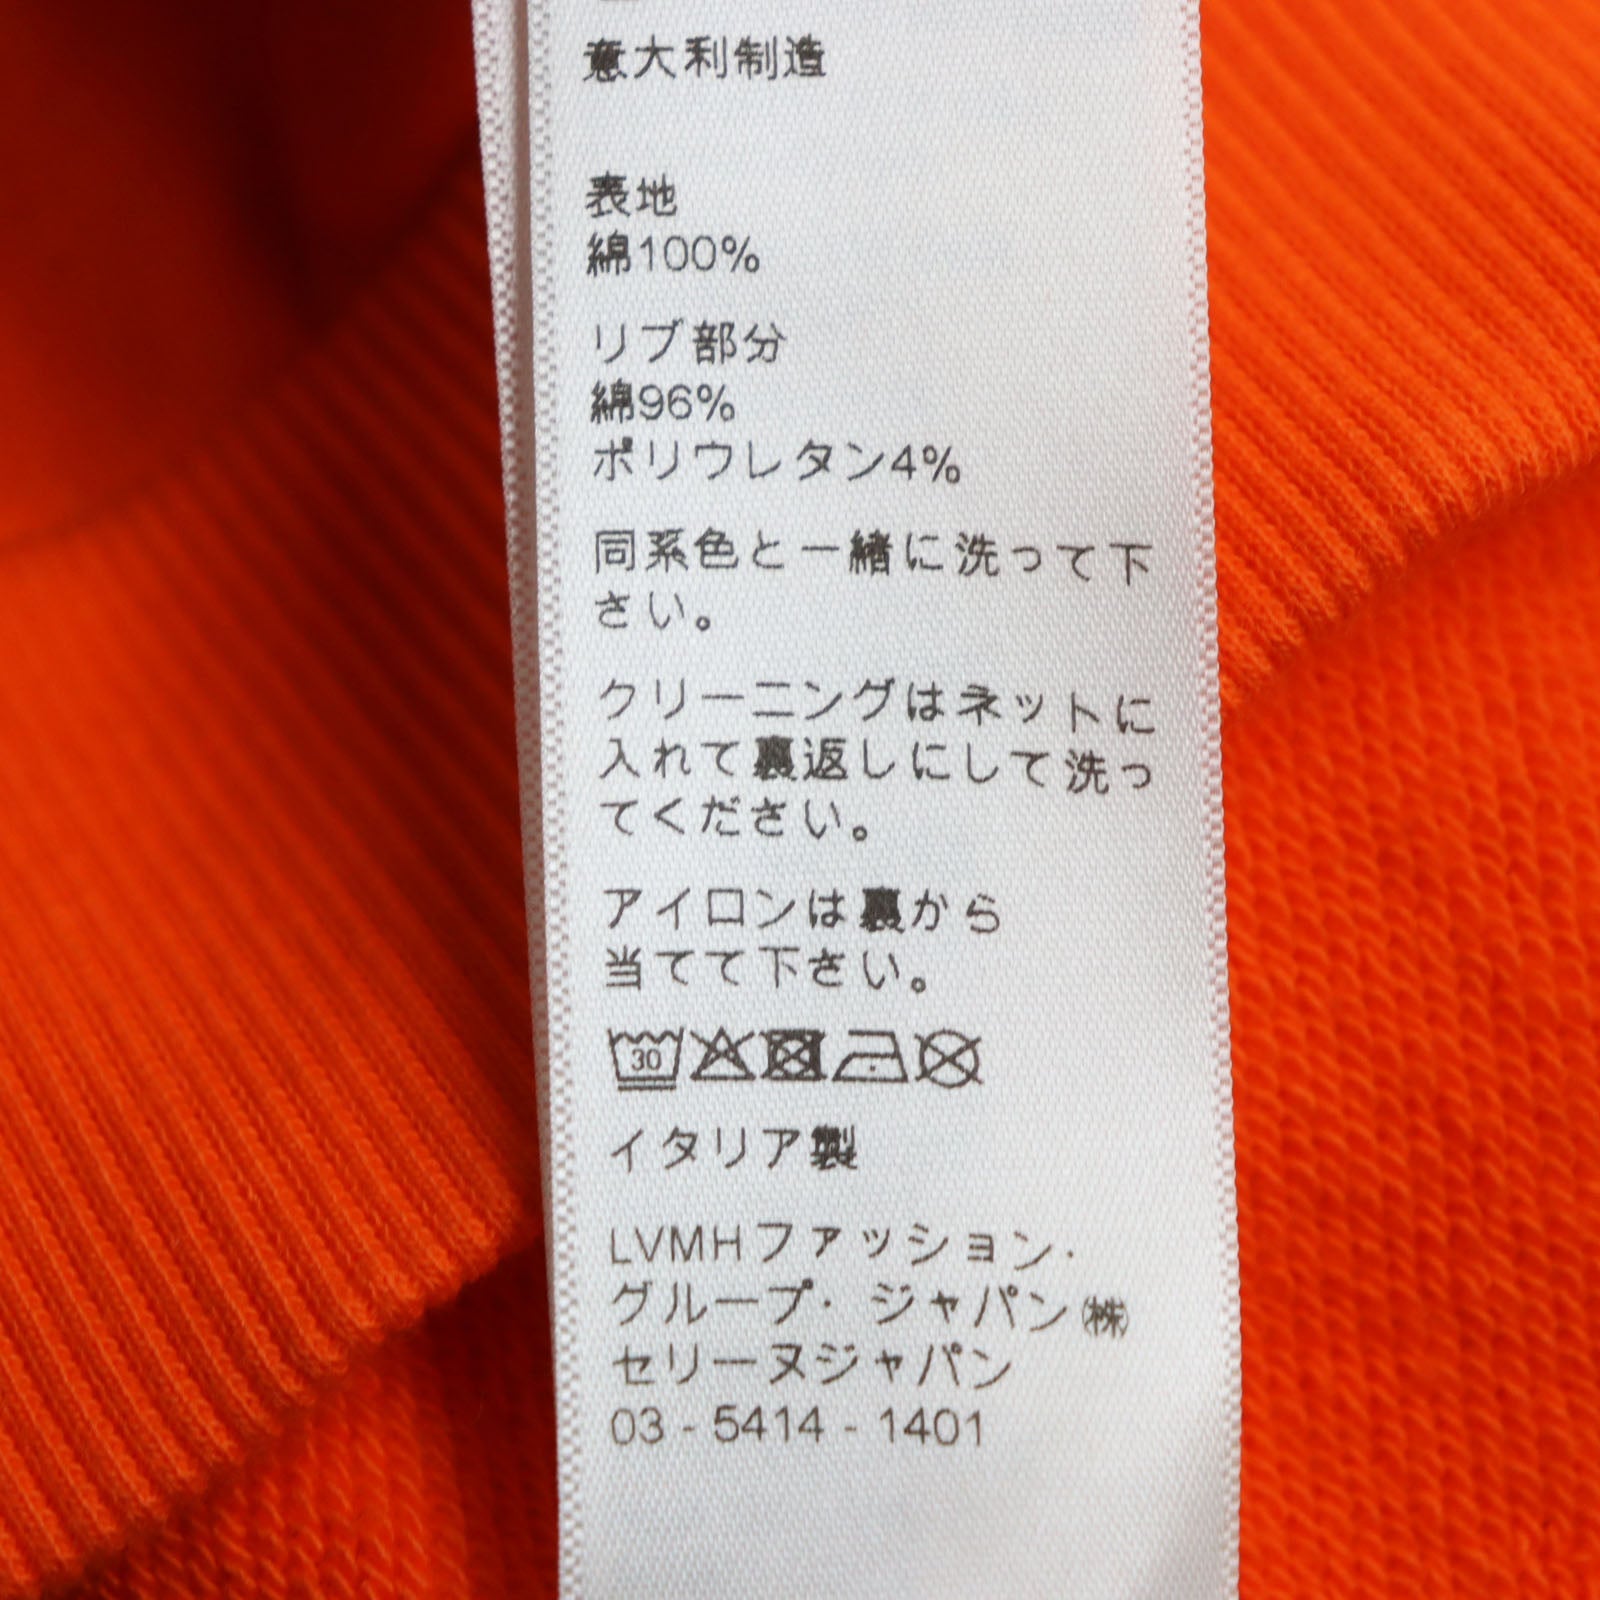 意大利制造
表地
綿100%
リブ部分
綿96%
ポリウレタン4%
同系色と一緒に洗って下
さい。
クリーニングはネットに
入れて裏返しにして洗っ
てください。
アイロンは裏から
当てて下さい。
30
イタリア製
LVMHファッション·
グループ· ジャパン㈱
セリーヌジャパン
03 - 5414 - 1401